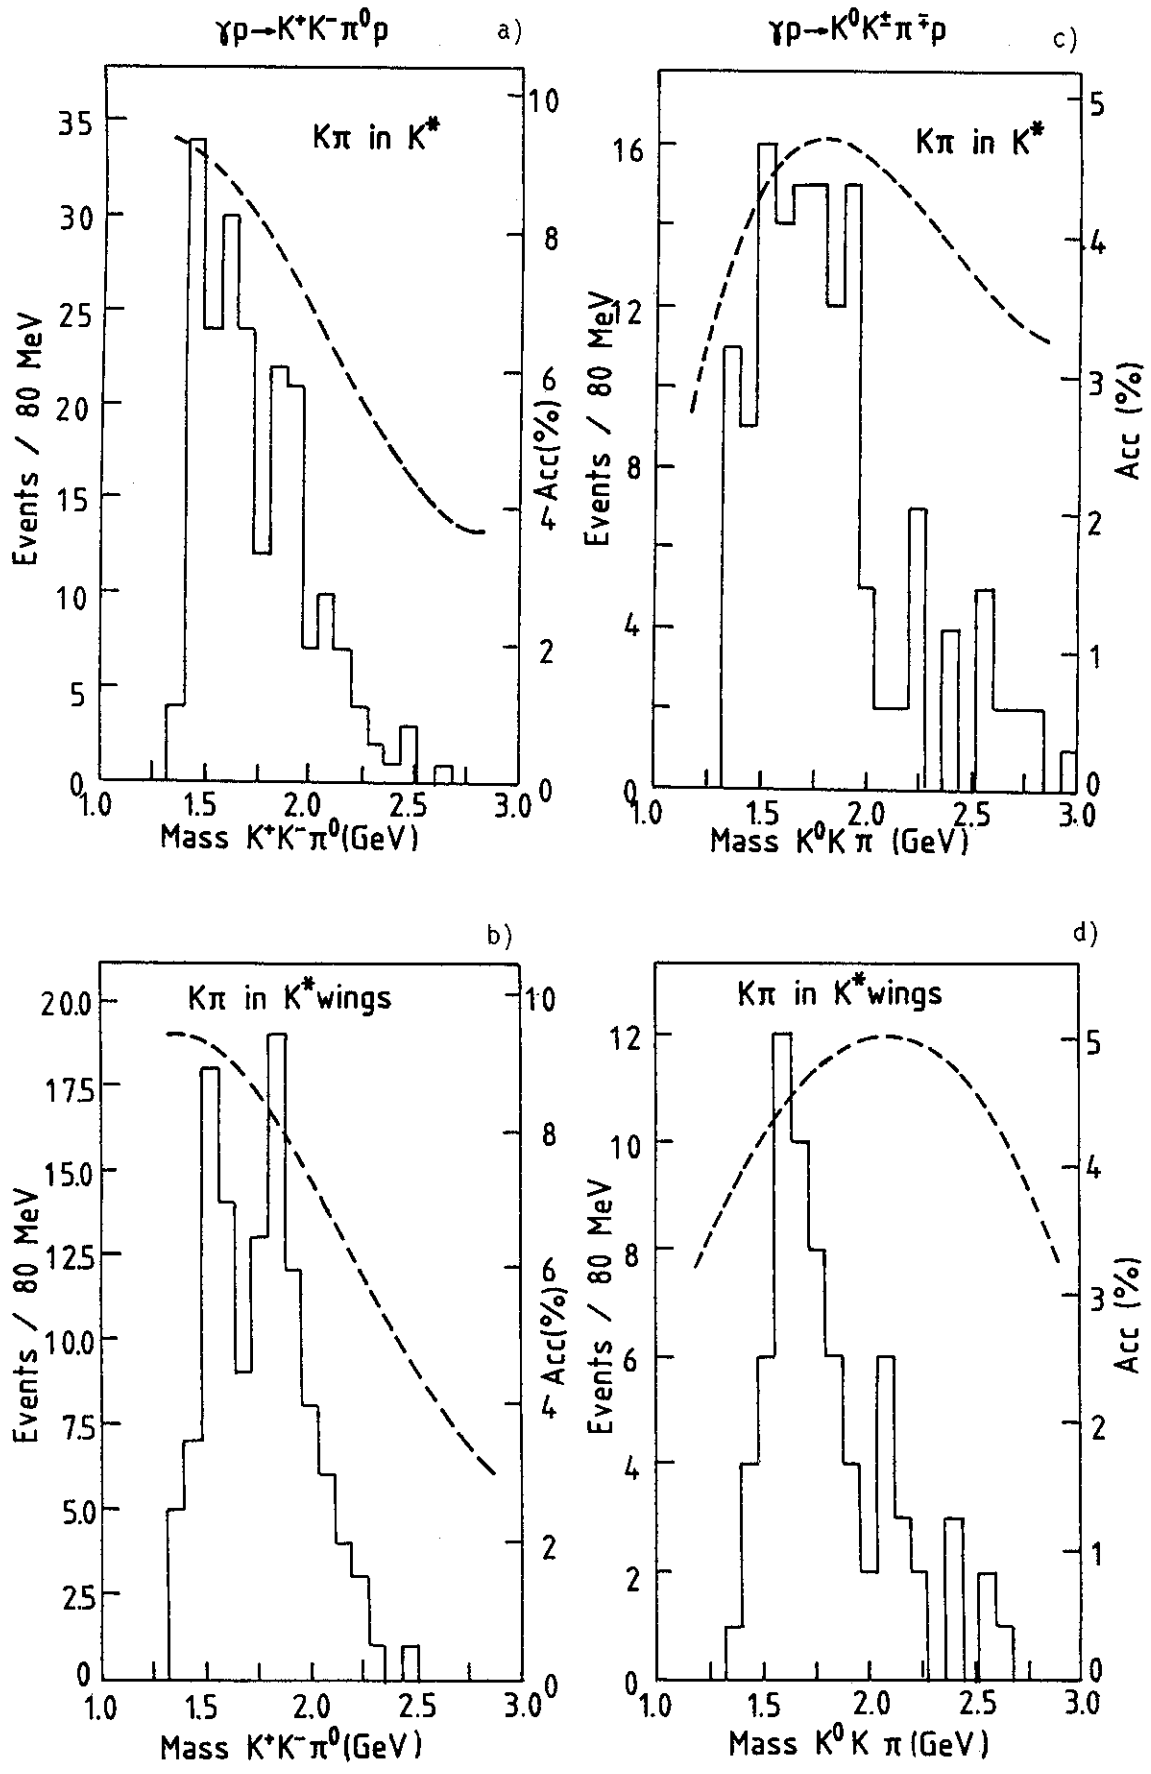 γp→K⁺K⁻π⁰p
a)
Kπ in K*
Events / 80 MeV
35
30
25
20
15
10
5
0
10
8
6
4
2
0
Acc(%)
1.0 1.5 2.0 2.5 3.0
Mass K⁺K⁻π⁰(GeV)
γp→K⁰K±π∓p
c)
Kπ in K*
Events / 80 MeV
16
12
8
4
0
5
4
3
2
1
0
Acc (%)
1.0 1.5 2.0 2.5 3.0
Mass K⁰K π (GeV)
b)
Kπ in K* wings
Events / 80 MeV
20.0
17.5
15.0
12.5
10.0
7.5
5.0
2.5
0
10
8
6
4
2
0
Acc(%)
1.0 1.5 2.0 2.5 3.0
Mass K⁺K⁻π⁰(GeV)
d)
Kπ in K* wings
Events / 80 MeV
12
10
8
6
4
2
0
5
4
3
2
1
0
Acc (%)
1.0 1.5 2.0 2.5 3.0
Mass K⁰K π (GeV)